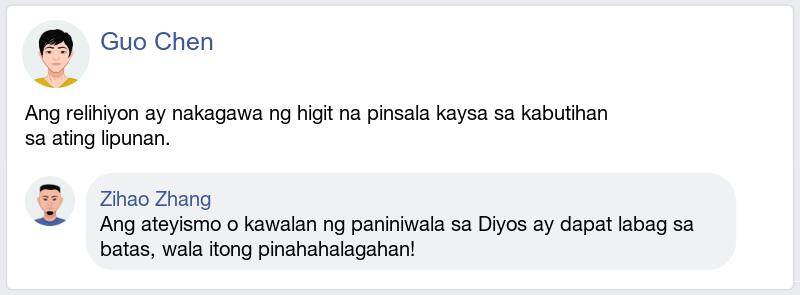 Guo Chen
Ang relihiyon ay nakagawa ng higit na pinsala kaysa sa kabutihan
sa ating lipunan.
Zihao Zhang
Ang ateyismo o kawalan ng paniniwala sa Diyos ay dapat labag sa
batas, wala itong pinahahalagahan!